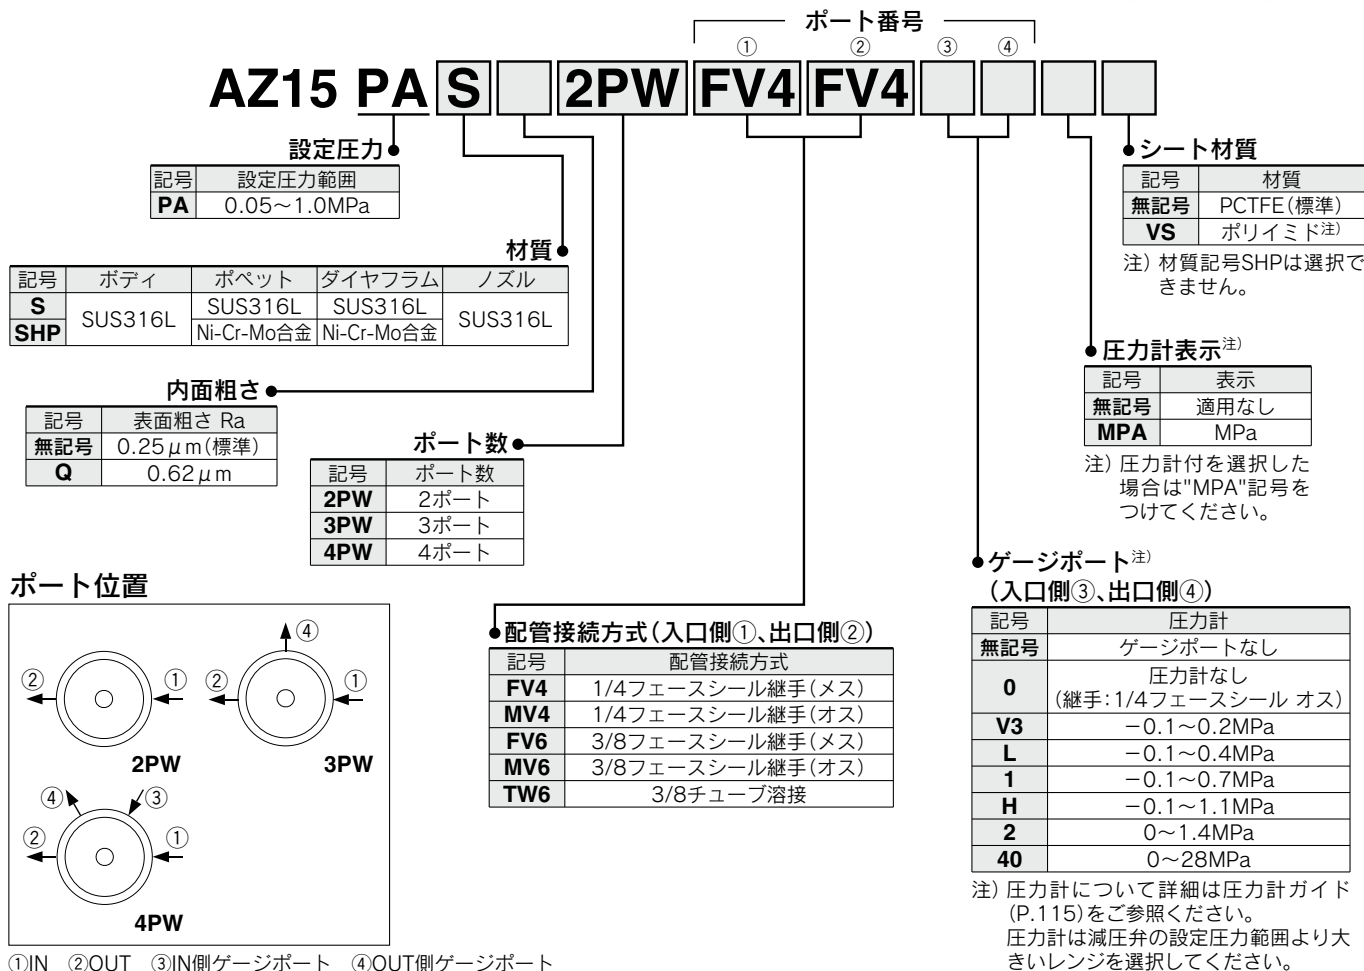 ポート番号
① ② ③ ④
AZ15 PA S 2PW FV4 FV4
設定圧力
記号 設定圧力範囲
PA 0.05～1.0MPa
材質
記号 ボディ ポペット ダイヤフラム ノズル
S SUS316L SUS316L SUS316L SUS316L
SHP Ni-Cr-Mo合金 Ni-Cr-Mo合金
内面粗さ
記号 表面粗さ Ra
無記号 0.25μm(標準)
Q 0.62μm
ポート数
記号 ポート数
2PW 2ポート
3PW 3ポート
4PW 4ポート
シート材質
記号 材質
無記号 PCTFE(標準)
VS ポリイミド注)
注) 材質記号SHPは選択で
きません。
圧力計表示注)
記号 表示
無記号 適用なし
MPA MPa
注) 圧力計付を選択した
場合は"MPA"記号を
つけてください。
ゲージポート注)
(入口側③、出口側④)
記号 圧力計
無記号 ゲージポートなし
0 圧力計なし
(継手：1/4フェースシール オス)
V3 −0.1～0.2MPa
L −0.1～0.4MPa
1 −0.1～0.7MPa
H −0.1～1.1MPa
2 0～1.4MPa
40 0～28MPa
注) 圧力計について詳細は圧力計ガイド
(P.115)をご参照ください。
圧力計は減圧弁の設定圧力範囲より大
きいレンジを選択してください。
配管接続方式(入口側①、出口側②)
記号 配管接続方式
FV4 1/4フェースシール継手(メス)
MV4 1/4フェースシール継手(オス)
FV6 3/8フェースシール継手(メス)
MV6 3/8フェースシール継手(オス)
TW6 3/8チューブ溶接
ポート位置
② ①
2PW
④
② ①
3PW
④ ③
② ①
4PW
①IN ②OUT ③IN側ゲージポート ④OUT側ゲージポート